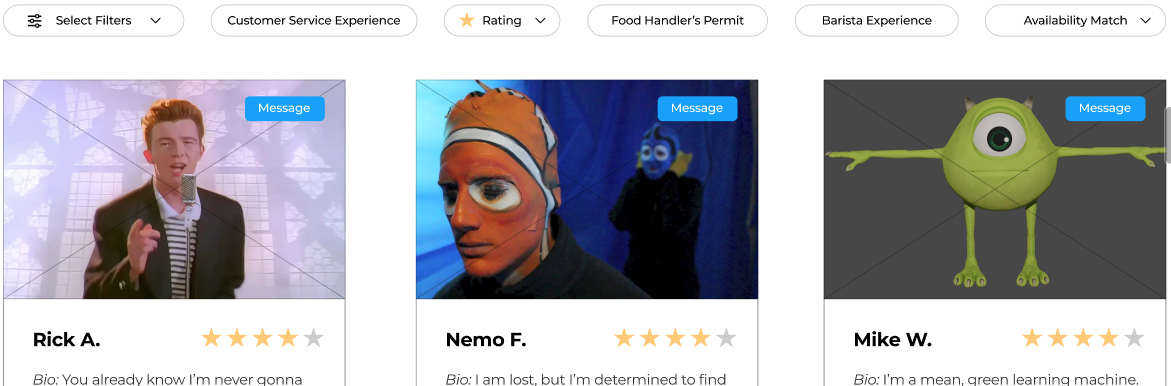 Select Filters
Customer Service Experience
Rating
Food Handler's Permit
Barista Experience
Availability Match
Message
Message
Message
Rick A.
Nemo F.
Mike W.
Bio: You already know I'm never gonna
Bio: I am lost, but I'm determined to find
Bio: I'm a mean, green learning machine.